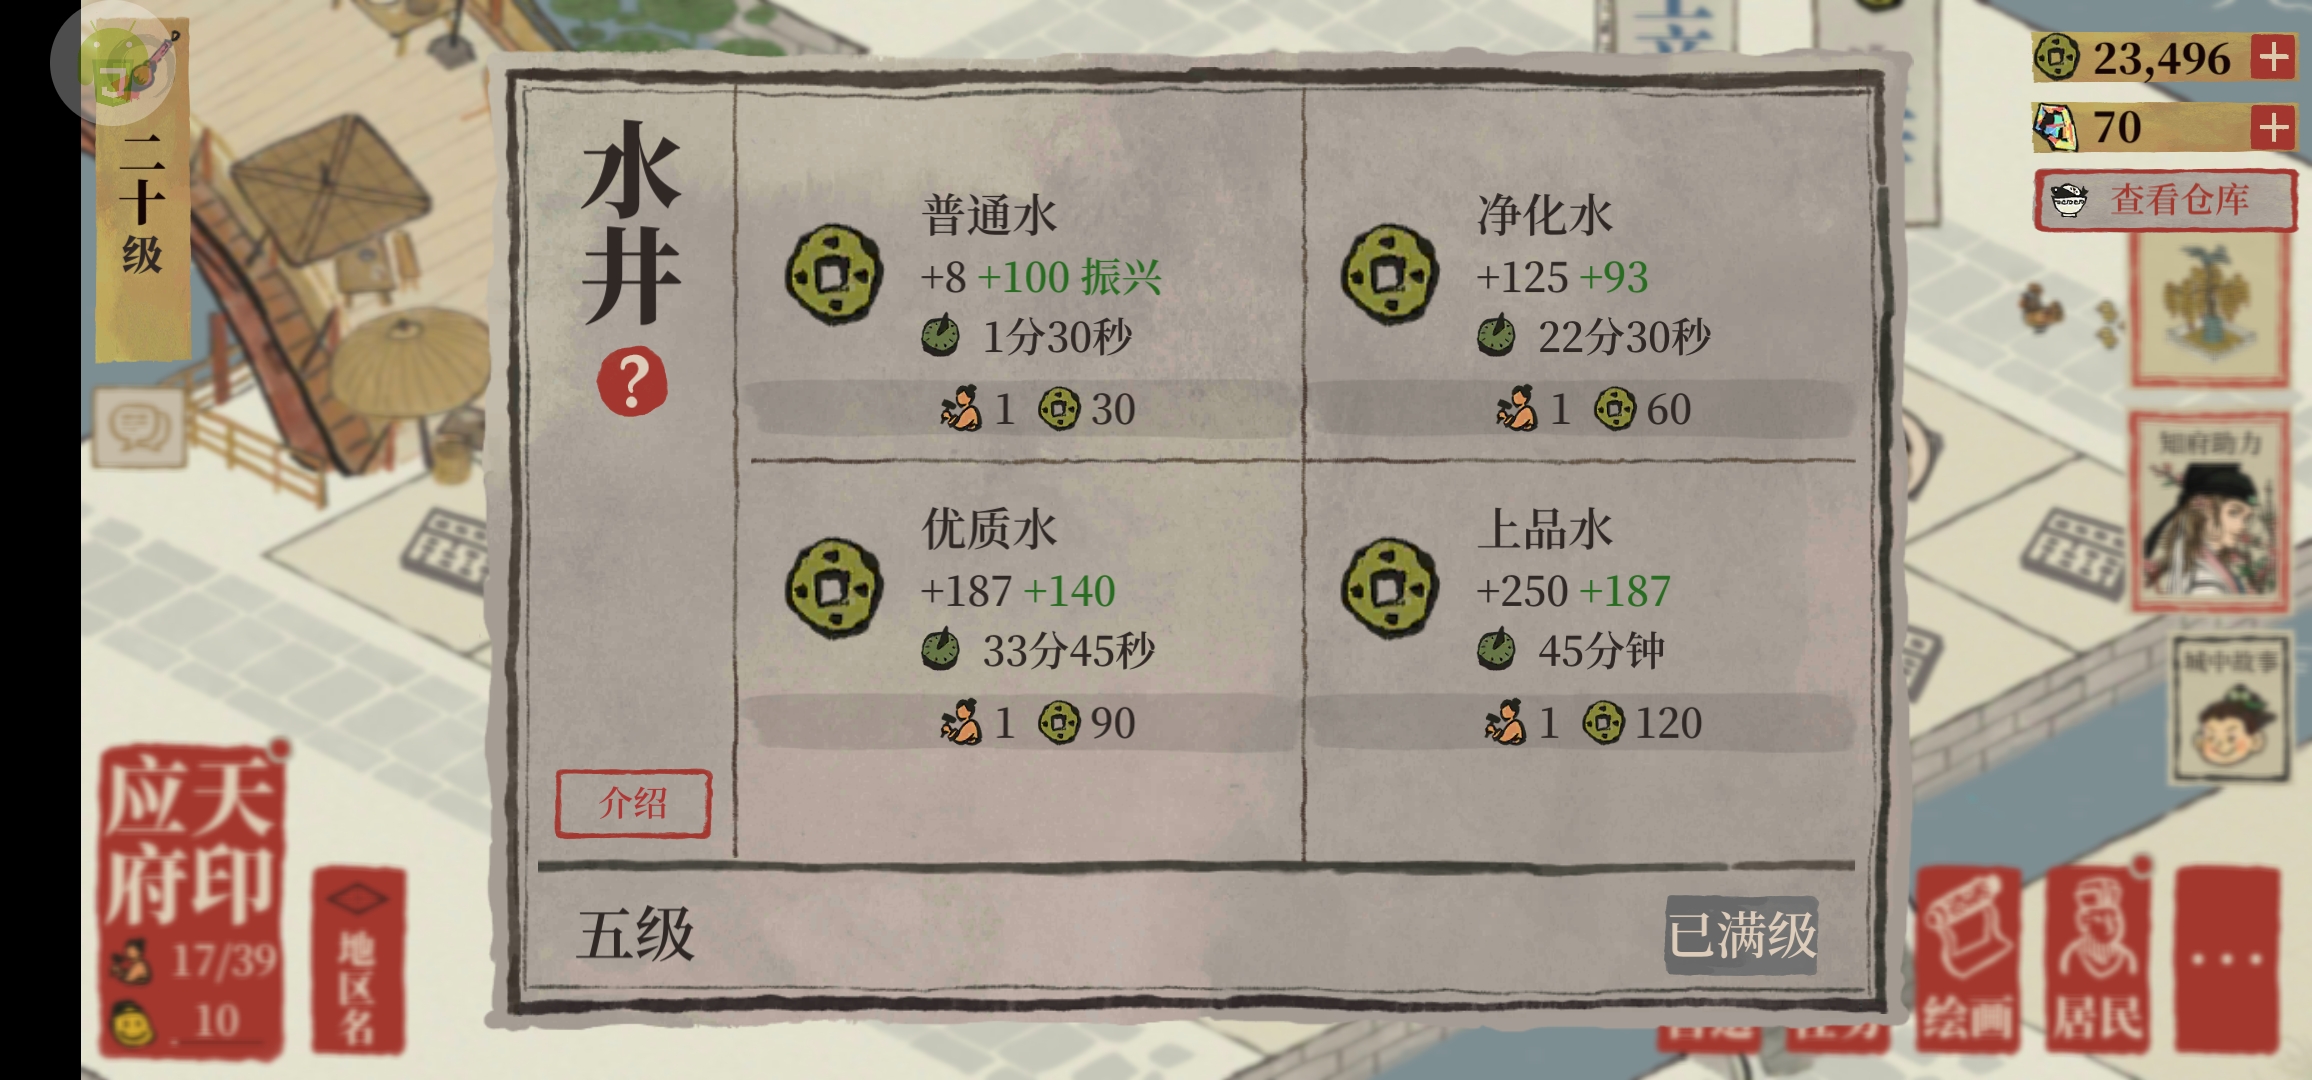 二十级
23,496
70
查看仓库
水井
?
介绍
普通水
+8 +100 振兴
1分30秒
1 30
净化水
+125 +93
22分30秒
1 60
优质水
+187 +140
33分45秒
1 90
上品水
+250 +187
45分钟
1 120
五级
已满级
知府助力
城中故事
天印
应府
17/39
10
地区名
绘画
居民